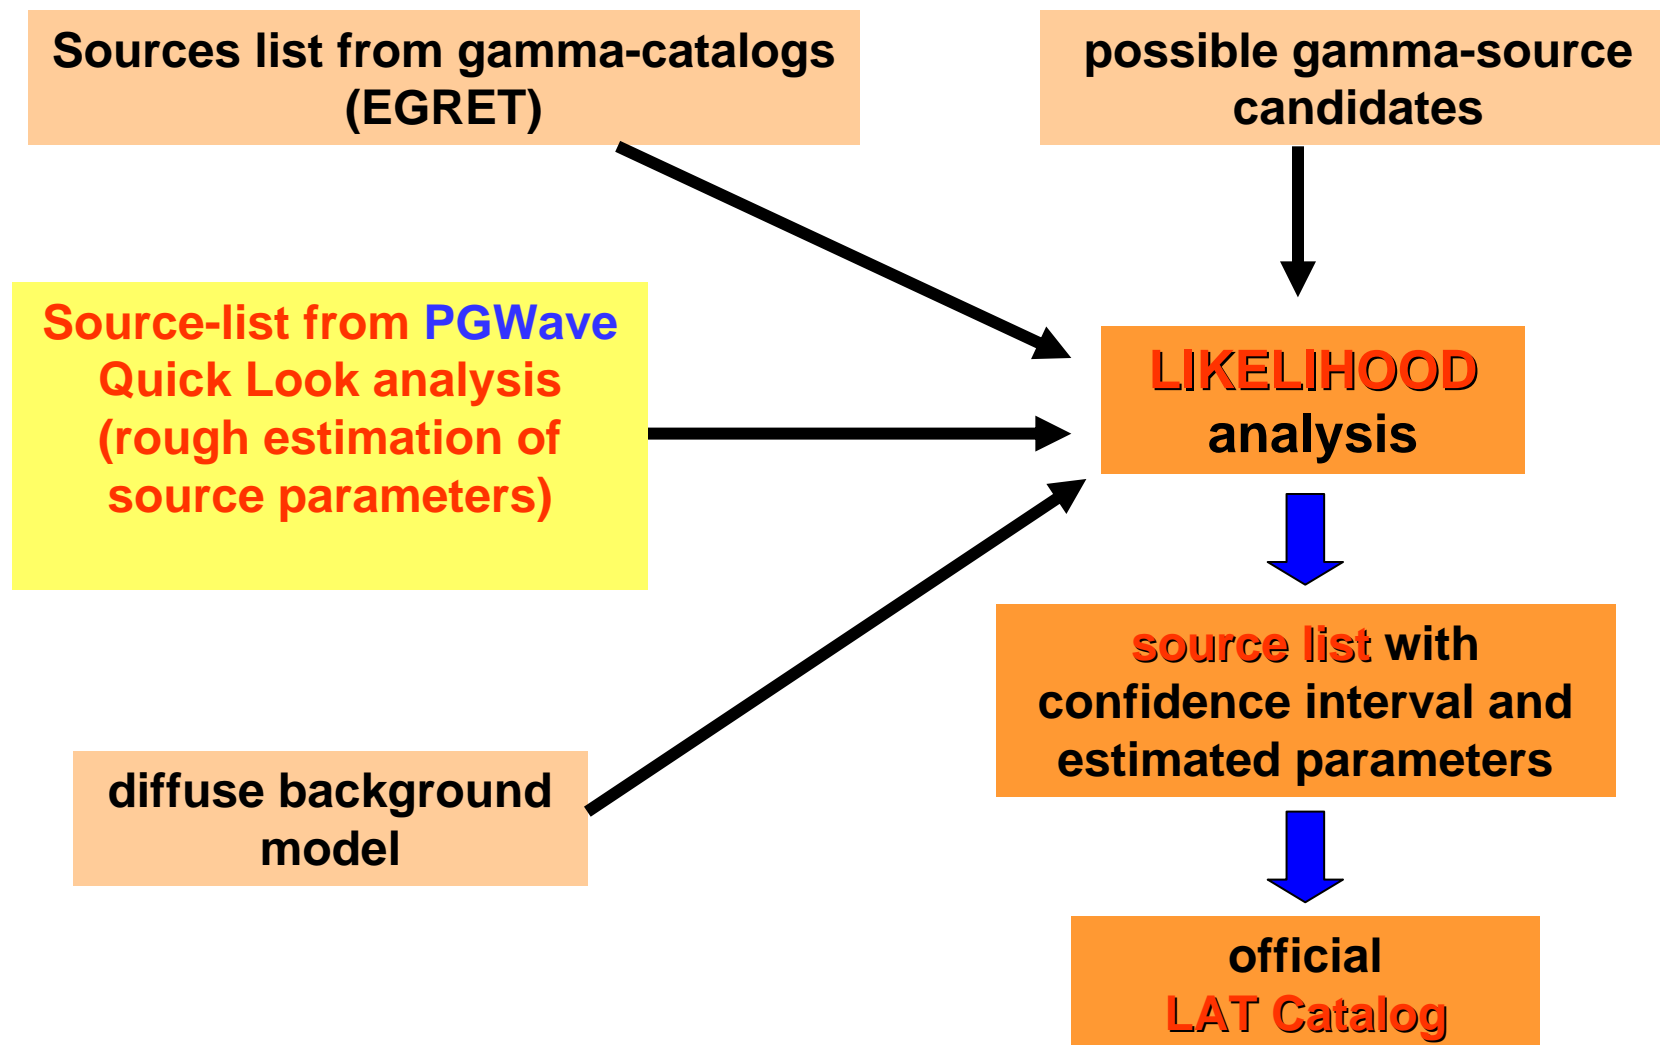 Sources list from gamma-catalogs
(EGRET)
possible gamma-source
candidates
Source-list from PGWave
Quick Look analysis
(rough estimation of
source parameters)
LIKELIHOOD
analysis
source list with
confidence interval and
estimated parameters
diffuse background
model
official
LAT Catalog